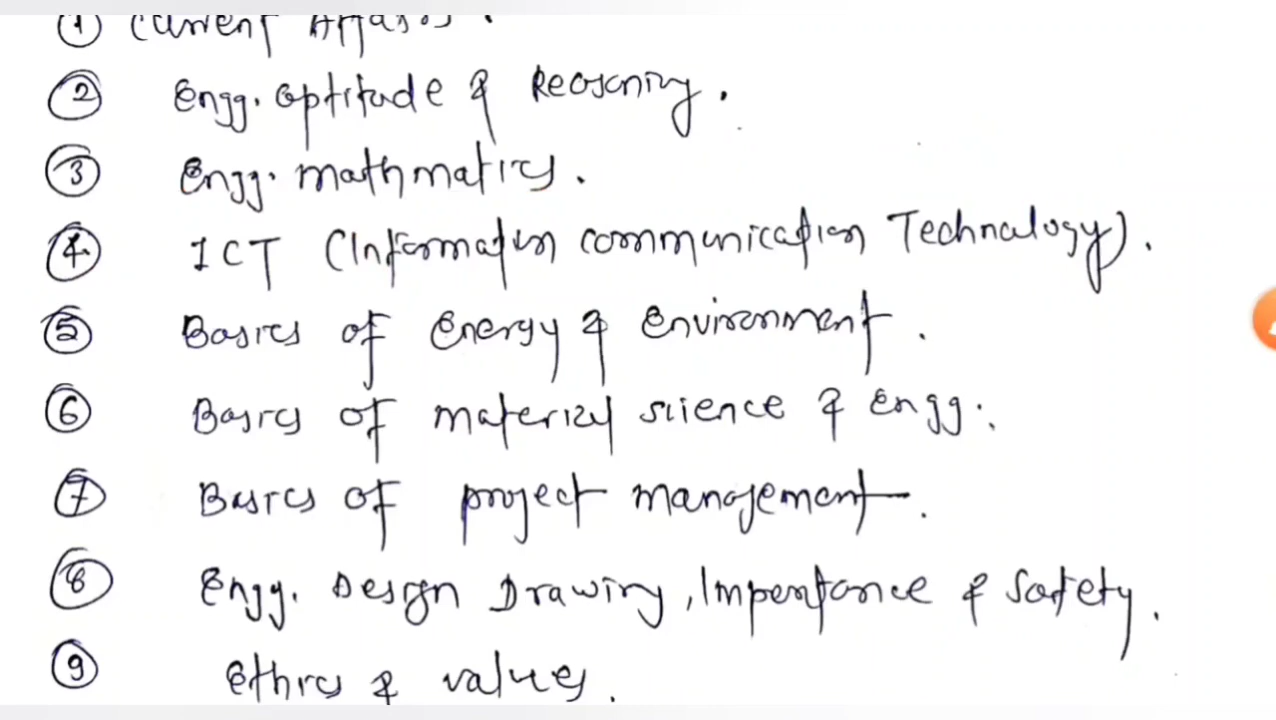 ① Current Affairs.
② Engg. aptitude & Reasoning.
③ Engg. mathmatics.
④ ICT (Information communication Technology).
⑤ Basics of Energy & Environment.
⑥ Basics of material science & Engg.
⑦ Basics of project management.
⑧ Engg. Design Drawing, Impentance & Safety.
⑨ Ethics & values.